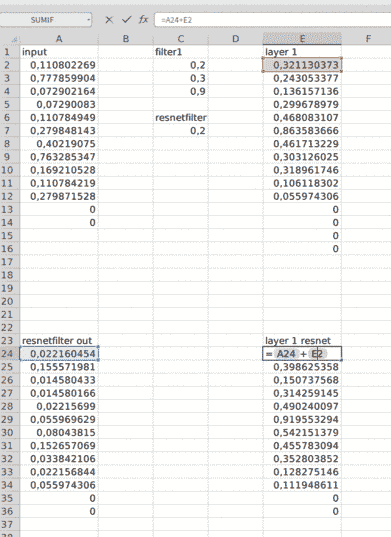 SUMIF =A24+E2
A B C D E F
1 input filter1 layer 1
2 0,110802269 0,2 0,321130373
3 0,777859904 0,3 0,243053377
4 0,072902164 0,9 0,136157136
5 0,07290083 0,299678979
6 0,110784949 resnetfilter 0,468083107
7 0,279848143 0,2 0,863583666
8 0,40219075 0,461713229
9 0,763285347 0,303126025
10 0,169210528 0,318961746
11 0,110784219 0,106118302
12 0,279871528 0,055974306
13 0 0
14 0 0
15 0
16 0
17
18
19
20
21
22
23 resnetfilter out layer 1 resnet
24 0,022160454 = A24 + E2
25 0,155571981 0,398625358
26 0,014580433 0,150737568
27 0,014580166 0,314259145
28 0,02215699 0,490240097
29 0,055969629 0,919553294
30 0,08043815 0,542151379
31 0,152657069 0,455783094
32 0,033842106 0,352803852
33 0,022156844 0,128275146
34 0,055974306 0,111948611
35 0 0
36 0 0
37